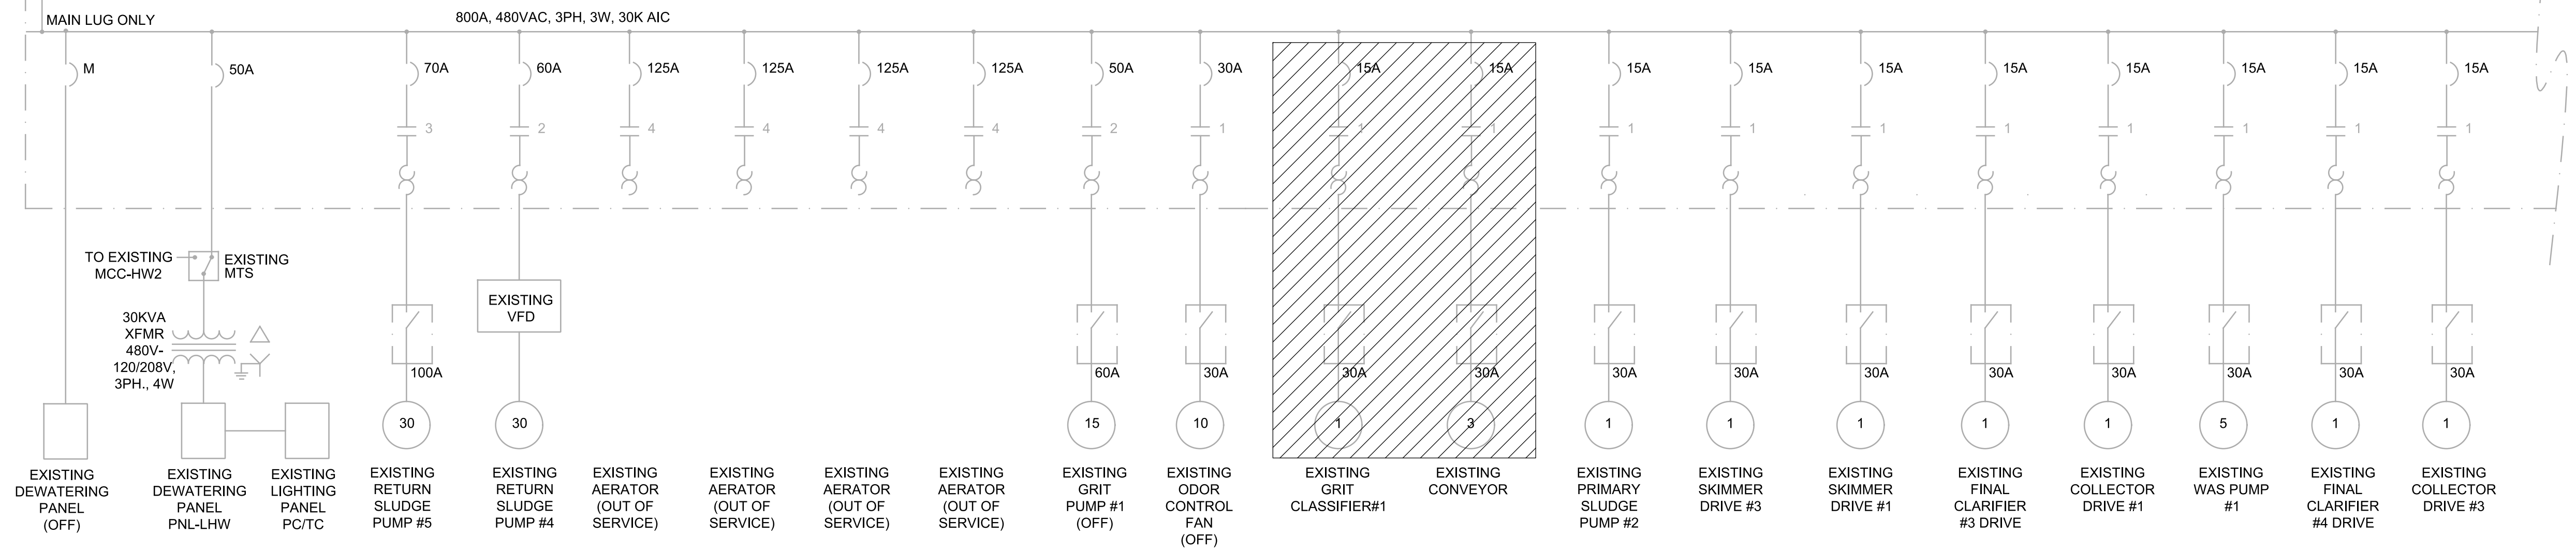 MAIN LUG ONLY
800A, 480VAC, 3PH, 3W, 30K AIC
M
50A
70A
60A
125A
125A
125A
125A
50A
30A
15A
15A
15A
15A
15A
15A
15A
15A
15A
15A
3
2
4
4
4
4
2
1
1
1
1
1
1
1
1
1
1
1
TO EXISTING
MCC-HW2
EXISTING
MTS
30KVA
XFMR
480V-
120/208V,
3PH., 4W
EXISTING
VFD
100A
60A
30A
30A
30A
30A
30A
30A
30A
30A
30A
30A
30A
30
30
15
10
1
3
1
1
1
1
1
5
1
1
EXISTING
DEWATERING
PANEL
(OFF)
EXISTING
DEWATERING
PANEL
PNL-LHW
EXISTING
LIGHTING
PANEL
PC/TC
EXISTING
RETURN
SLUDGE
PUMP #5
EXISTING
RETURN
SLUDGE
PUMP #4
EXISTING
AERATOR
(OUT OF
SERVICE)
EXISTING
AERATOR
(OUT OF
SERVICE)
EXISTING
AERATOR
(OUT OF
SERVICE)
EXISTING
AERATOR
(OUT OF
SERVICE)
EXISTING
GRIT
PUMP #1
(OFF)
EXISTING
ODOR
CONTROL
FAN
(OFF)
EXISTING
GRIT
CLASSIFIER#1
EXISTING
CONVEYOR
EXISTING
PRIMARY
SLUDGE
PUMP #2
EXISTING
SKIMMER
DRIVE #3
EXISTING
SKIMMER
DRIVE #1
EXISTING
FINAL
CLARIFIER
#3 DRIVE
EXISTING
COLLECTOR
DRIVE #1
EXISTING
WAS PUMP
#1
EXISTING
FINAL
CLARIFIER
#4 DRIVE
EXISTING
COLLECTOR
DRIVE #3